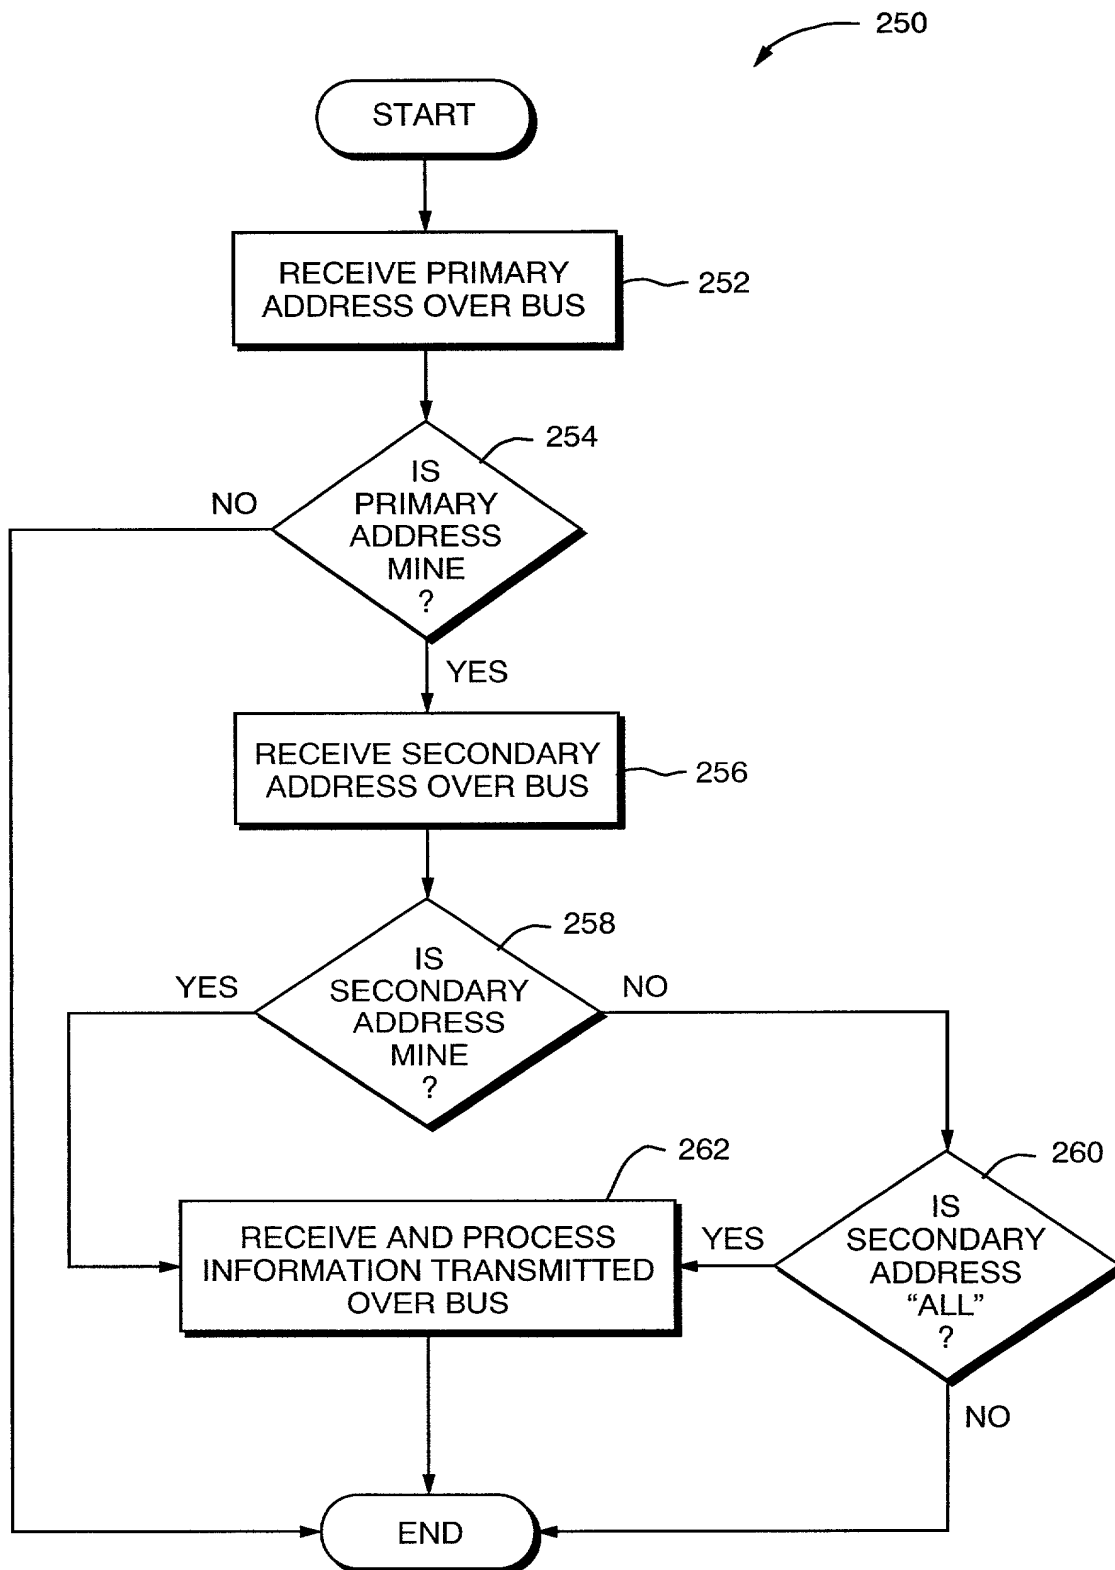 250
START
RECEIVE PRIMARY
ADDRESS OVER BUS
252
254
IS
PRIMARY
ADDRESS
MINE
?
NO
YES
RECEIVE SECONDARY
ADDRESS OVER BUS
256
258
IS
SECONDARY
ADDRESS
MINE
?
YES
NO
262
RECEIVE AND PROCESS
INFORMATION TRANSMITTED
OVER BUS
260
IS
SECONDARY
ADDRESS
“ALL”
?
YES
NO
END